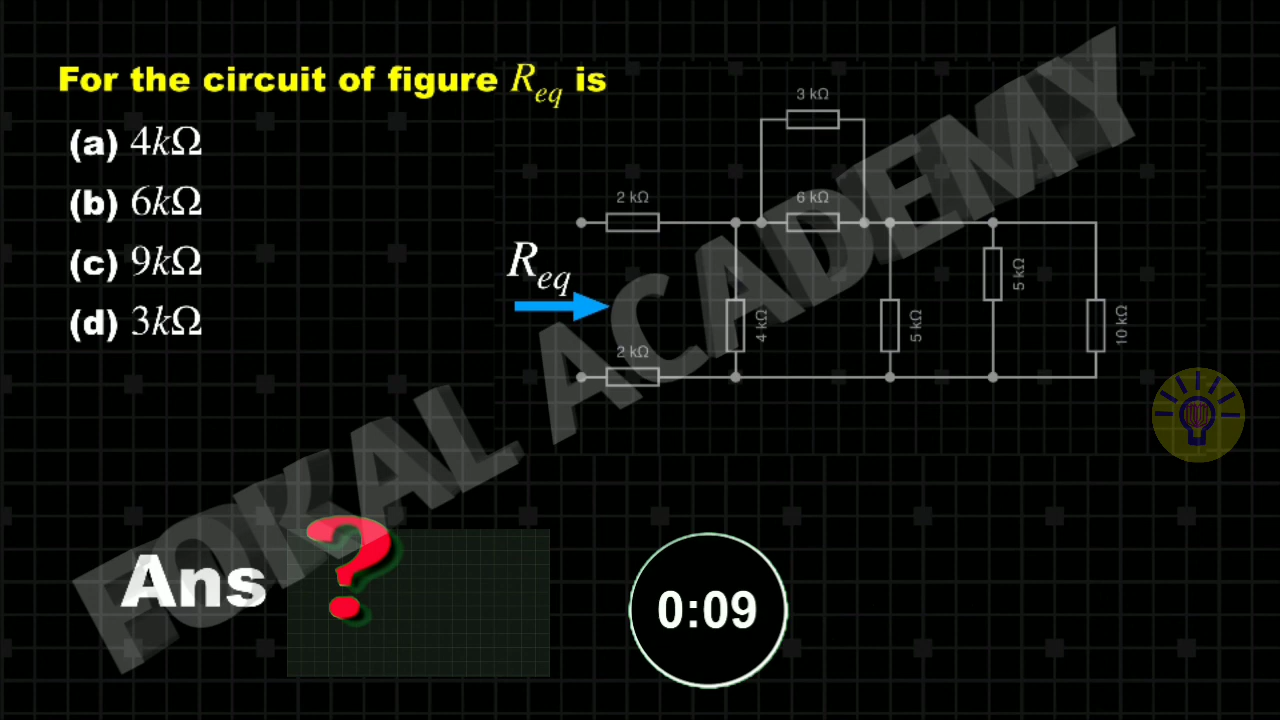 For the circuit of figure R_eq is
(a) 4kΩ
(b) 6kΩ
(c) 9kΩ
(d) 3kΩ
3 kΩ
2 kΩ
6 kΩ
R_eq
5 kΩ
4 kΩ
5 kΩ
10 kΩ
2 kΩ
FOKAL ACADEMY
Ans ?
0:09